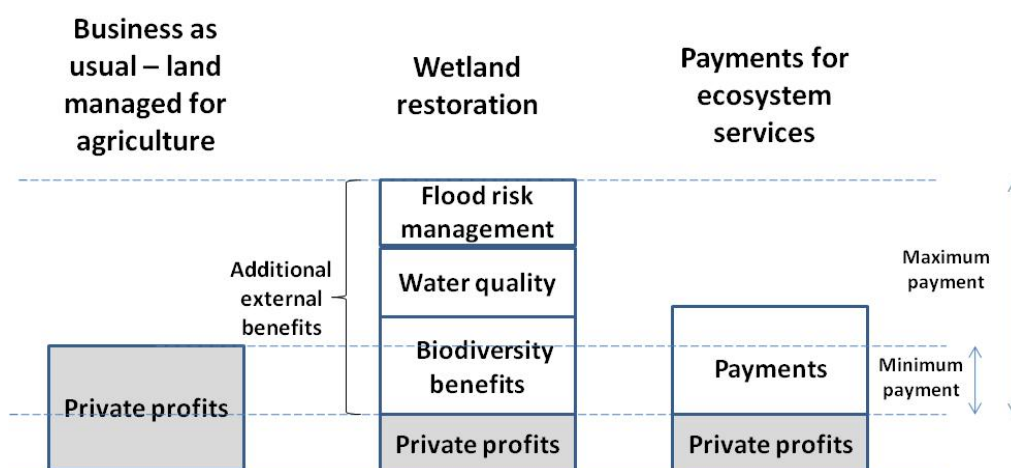 Business as
usual – land
managed for
agriculture
Wetland
restoration
Payments for
ecosystem
services
Flood risk
management
Water quality
Biodiversity
benefits
Private profits
Additional
external
benefits
Private profits
Payments
Private profits
Maximum
payment
Minimum
payment